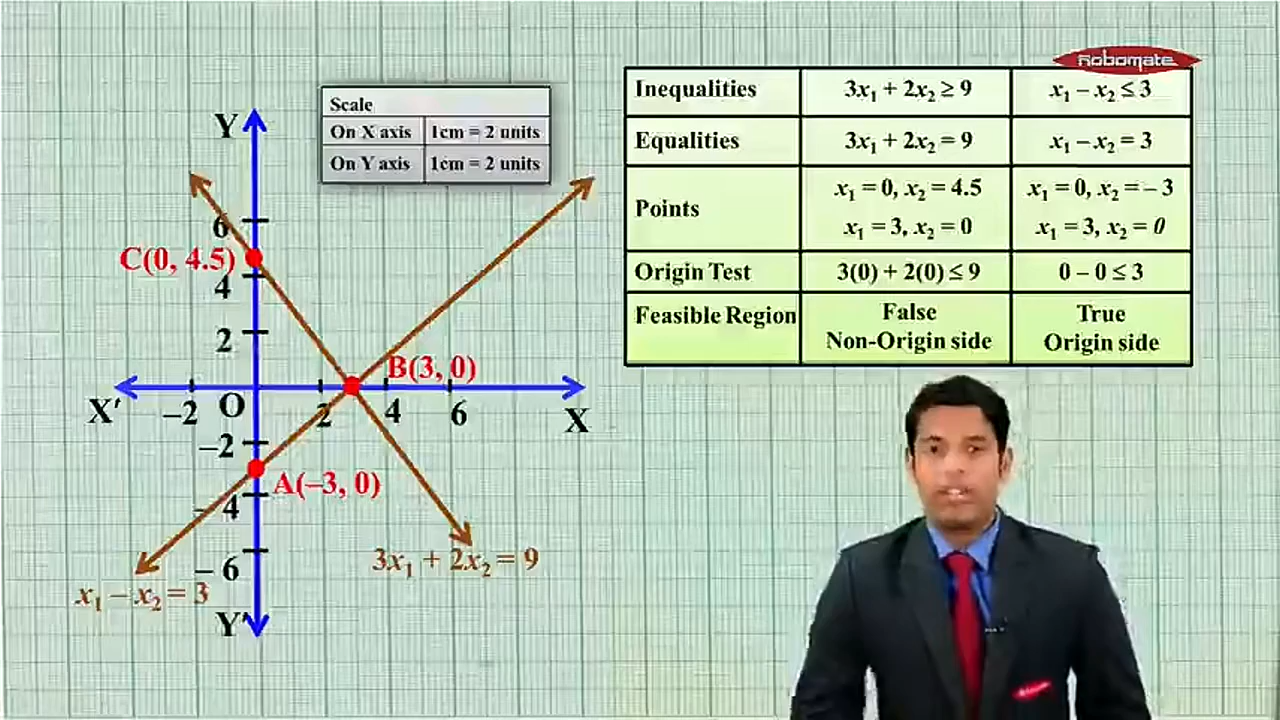 Robomate
Scale
On X axis 1cm = 2 units
On Y axis 1cm = 2 units
Y
6
C(0, 4.5)
4
2
B(3, 0)
X′ –2 O 2 4 6 X
–2
A(–3, 0)
– 4
3x₁ + 2x₂ = 9
– 6
x₁ – x₂ = 3
Y′
Inequalities 3x₁ + 2x₂ ≥ 9 x₁ – x₂ ≤ 3
Equalities 3x₁ + 2x₂ = 9 x₁ – x₂ = 3
Points
x₁ = 0, x₂ = 4.5 x₁ = 0, x₂ = – 3
x₁ = 3, x₂ = 0 x₁ = 3, x₂ = 0
Origin Test 3(0) + 2(0) ≤ 9 0 – 0 ≤ 3
Feasible Region False True
Non-Origin side Origin side